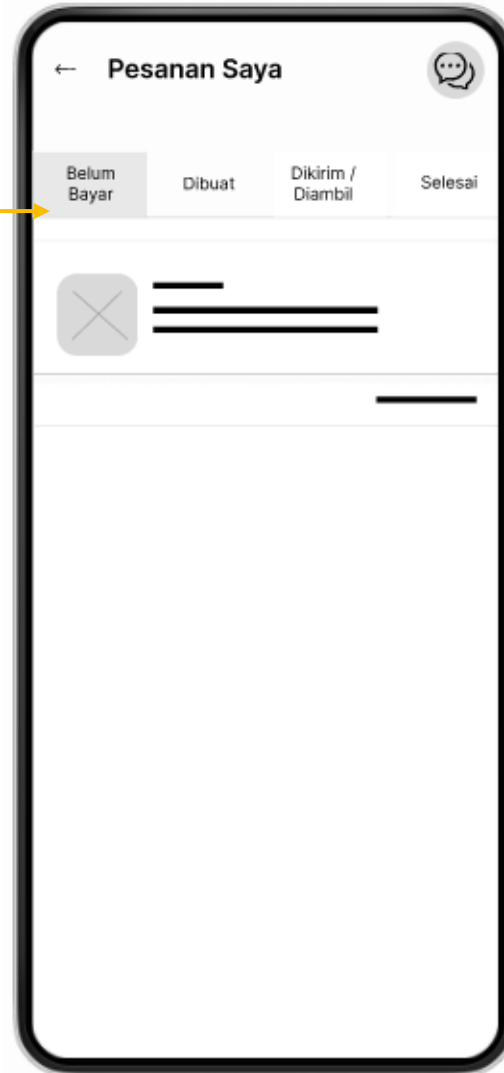 Pesanan Saya
Belum
Bayar
Dibuat
Dikirim /
Diambil
Selesai